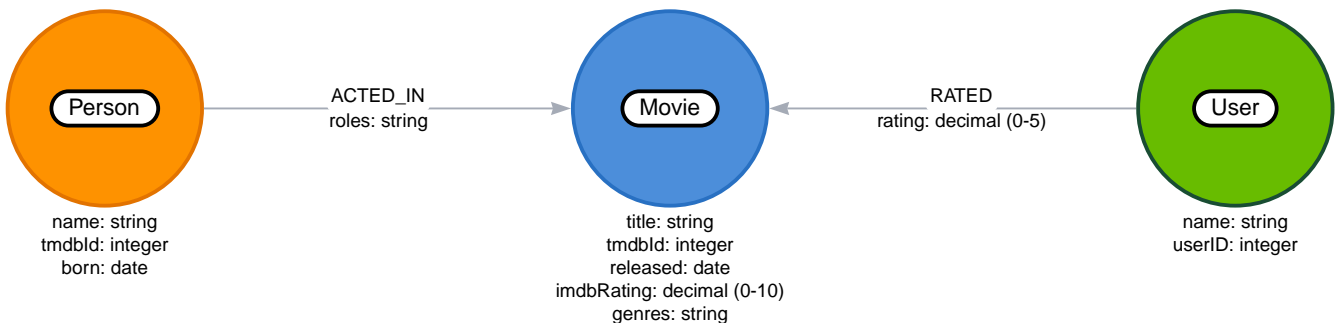 Person
name: string
tmdbId: integer
born: date
ACTED_IN
roles: string
Movie
title: string
tmdbId: integer
released: date
imdbRating: decimal (0-10)
genres: string
RATED
rating: decimal (0-5)
User
name: string
userID: integer